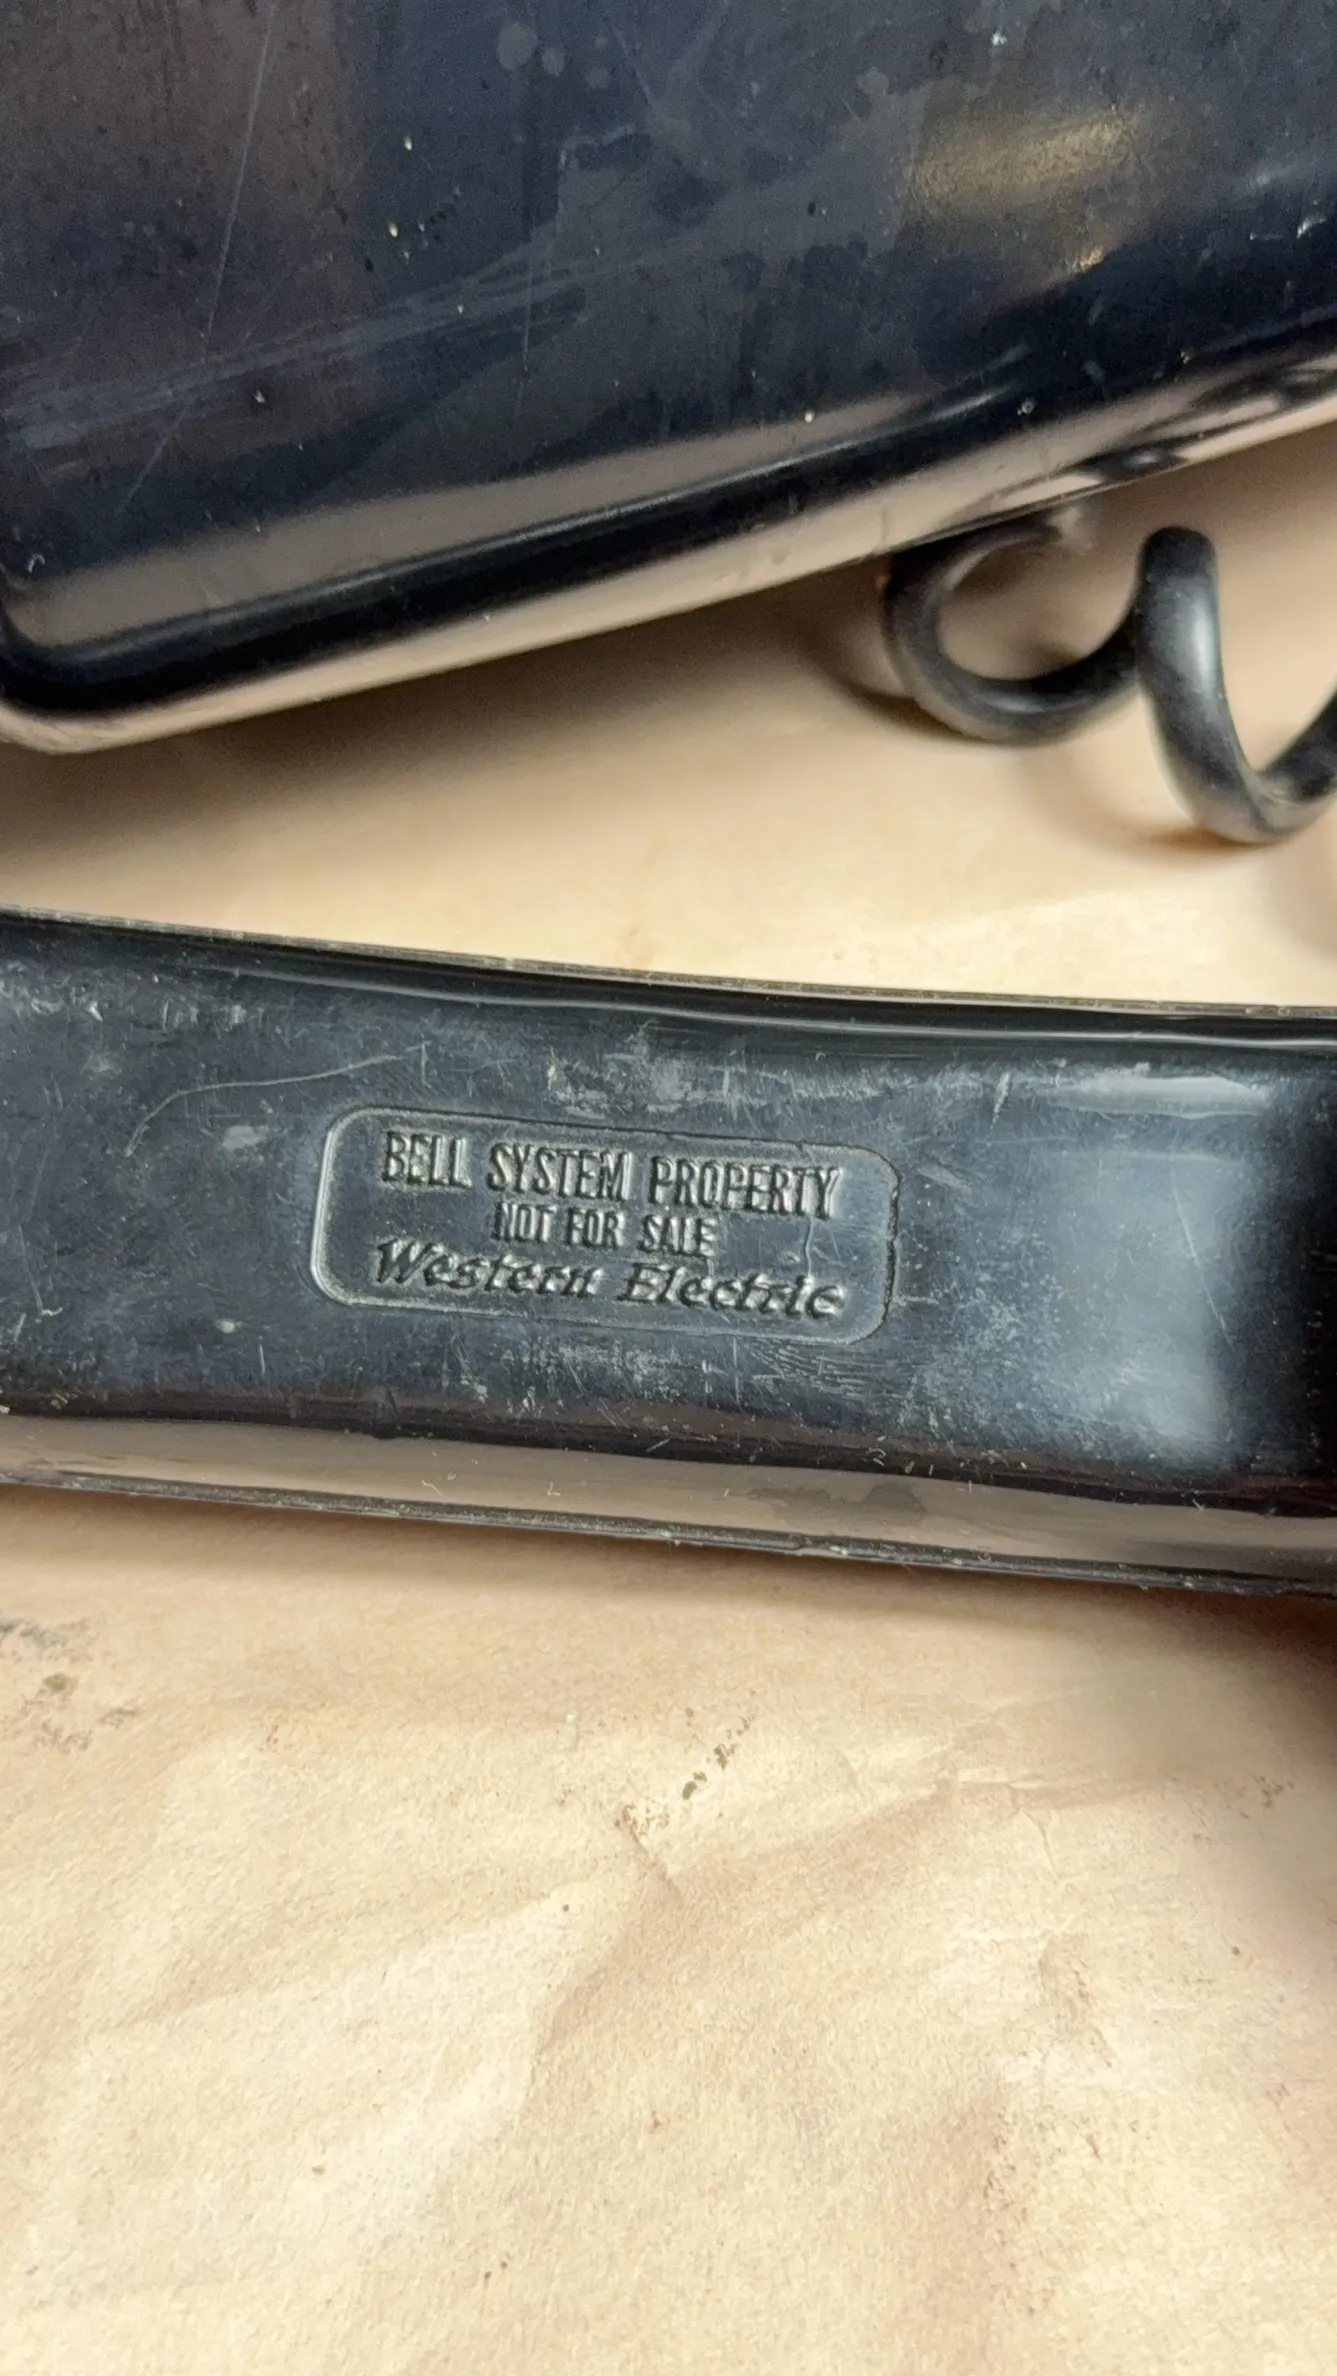 BELL SYSTEM PROPERTY
NOT FOR SALE
Western Electric